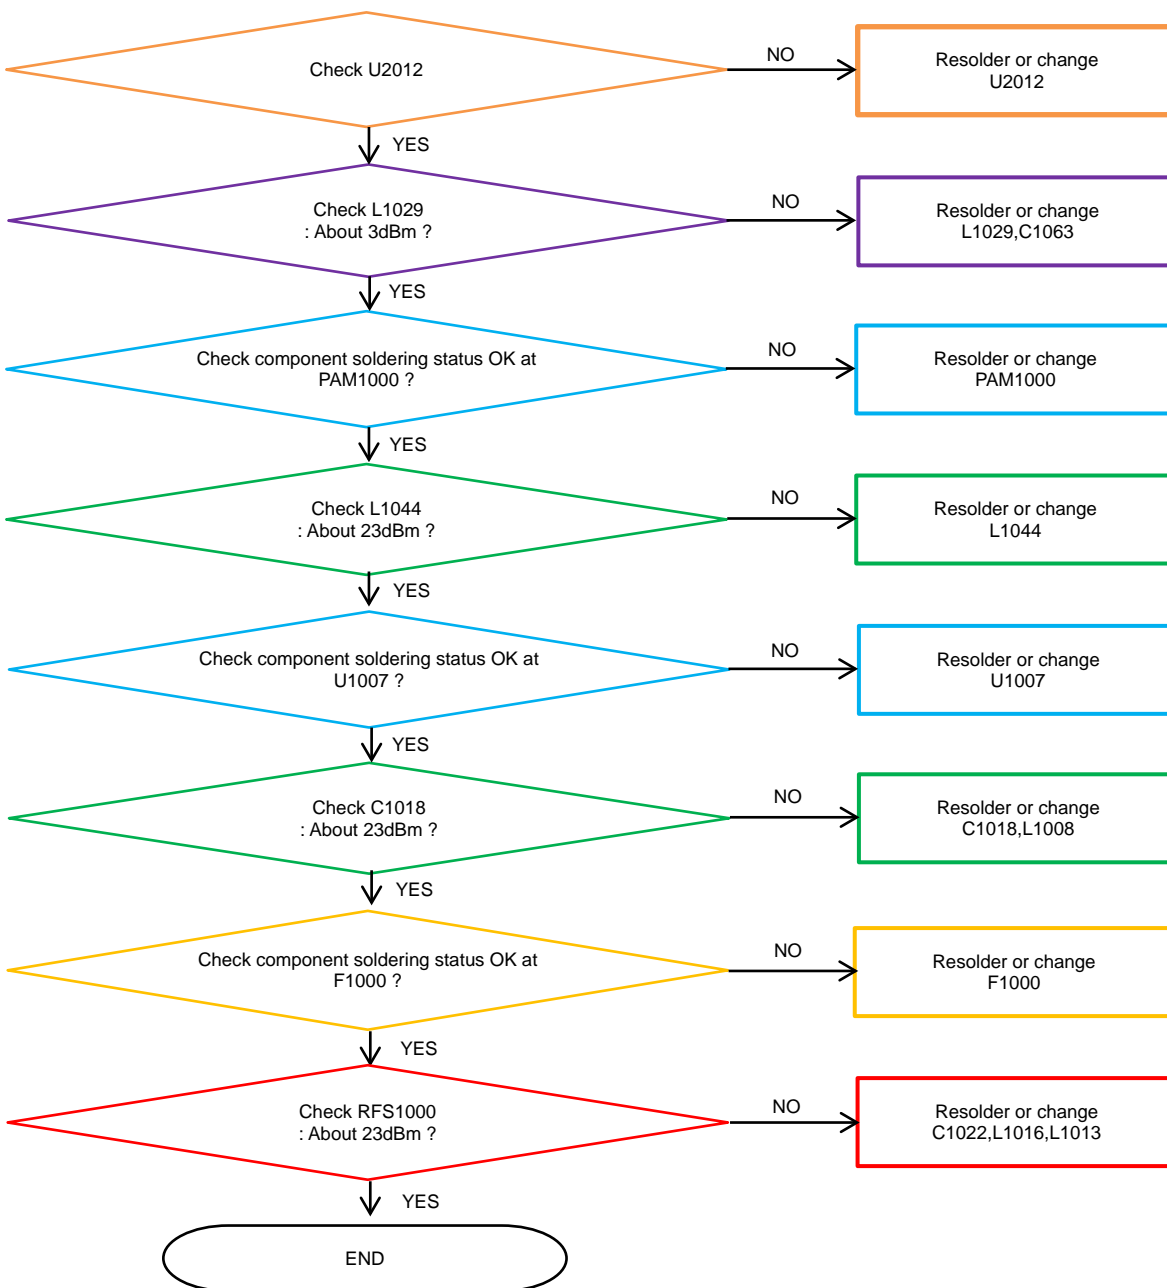 Check U2012
NO
Resolder or change
U2012
YES
Check L1029
: About 3dBm ?
NO
Resolder or change
L1029,C1063
YES
Check component soldering status OK at
PAM1000 ?
NO
Resolder or change
PAM1000
YES
Check L1044
: About 23dBm ?
NO
Resolder or change
L1044
YES
Check component soldering status OK at
U1007 ?
NO
Resolder or change
U1007
YES
Check C1018
: About 23dBm ?
NO
Resolder or change
C1018,L1008
YES
Check component soldering status OK at
F1000 ?
NO
Resolder or change
F1000
YES
Check RFS1000
: About 23dBm ?
NO
Resolder or change
C1022,L1016,L1013
YES
END